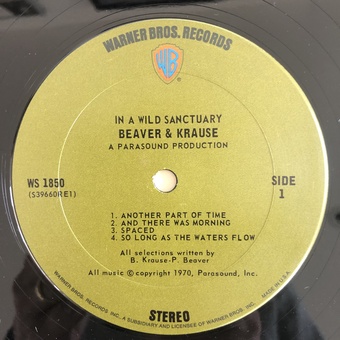 WARNER BROS. RECORDS
WB
IN A WILD SANCTUARY
BEAVER & KRAUSE
A PARASOUND PRODUCTION
WS 1850
(S39660RE1)
SIDE
1
1. ANOTHER PART OF TIME
2. AND THERE WAS MORNING
3. SPACED
4. SO LONG AS THE WATERS FLOW
All selections written by
B. Krause-P. Beaver
All music © copyright 1970, Parasound, Inc.
STEREO
WARNER BROS. RECORDS INC., A SUBSIDIARY AND LICENSEE OF WARNER BROS. INC. MADE IN U.S.A.